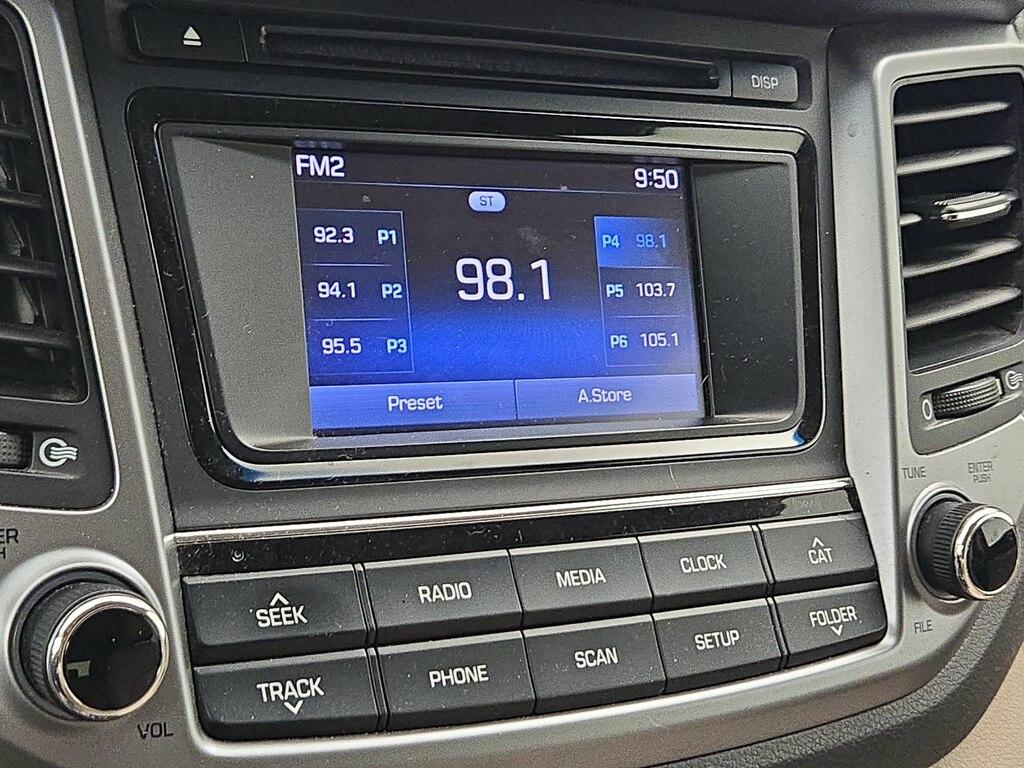 DISP
FM2
9:50
ST
92.3 P1
94.1 P2
95.5 P3
98.1
P4 98.1
P5 103.7
P6 105.1
Preset
A.Store
SEEK
RADIO
MEDIA
CLOCK
CAT
TRACK
PHONE
SCAN
SETUP
FOLDER
VOL
TUNE
ENTER
PUSH
FILE
0